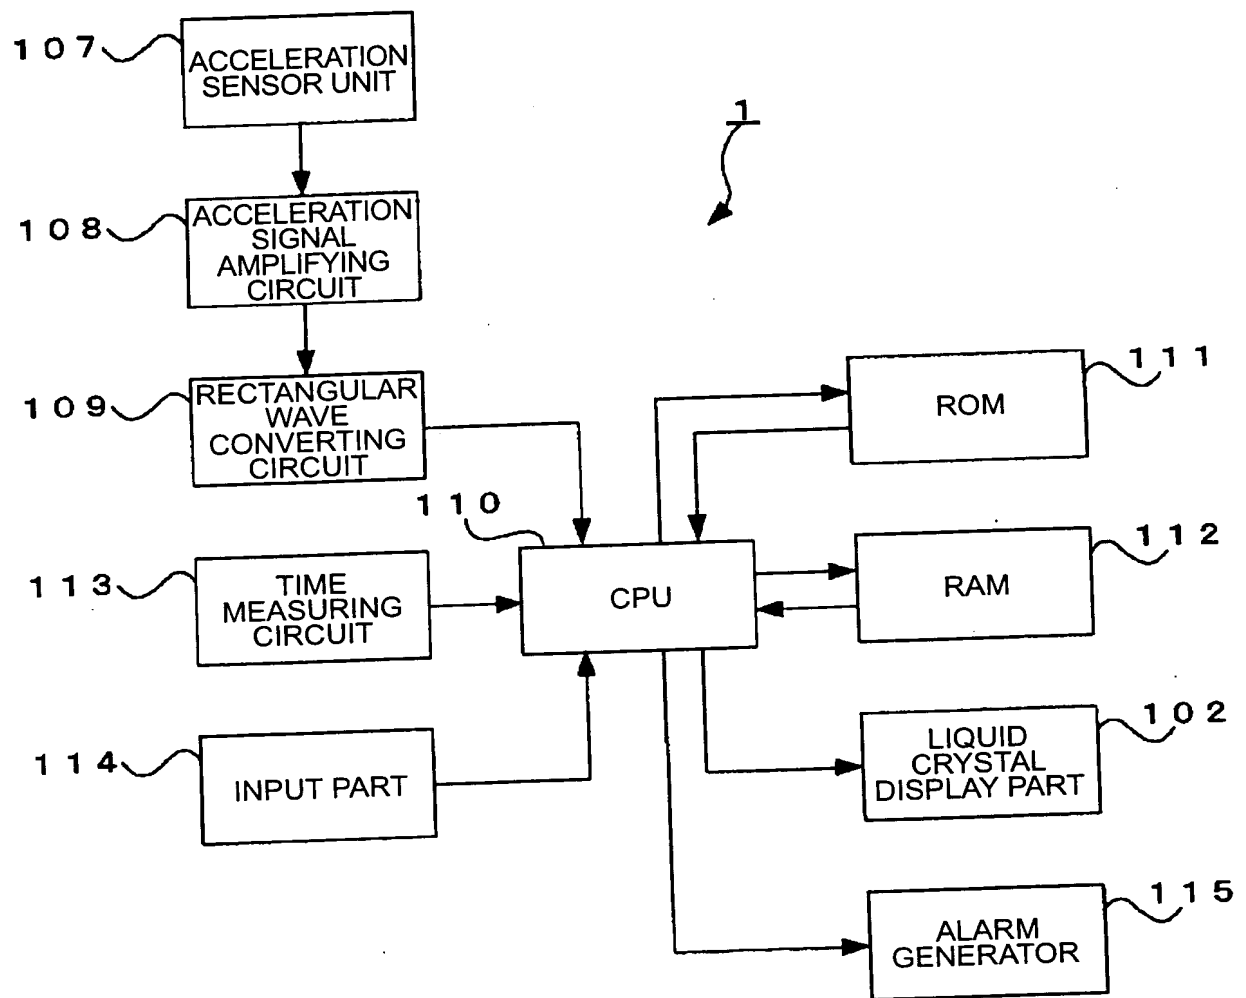 107
ACCELERATION
SENSOR UNIT
1
108
ACCELERATION
SIGNAL
AMPLIFYING
CIRCUIT
109
RECTANGULAR
WAVE
CONVERTING
CIRCUIT
111
ROM
110
CPU
112
RAM
113
TIME
MEASURING
CIRCUIT
114
INPUT PART
102
LIQUID
CRYSTAL
DISPLAY PART
115
ALARM
GENERATOR